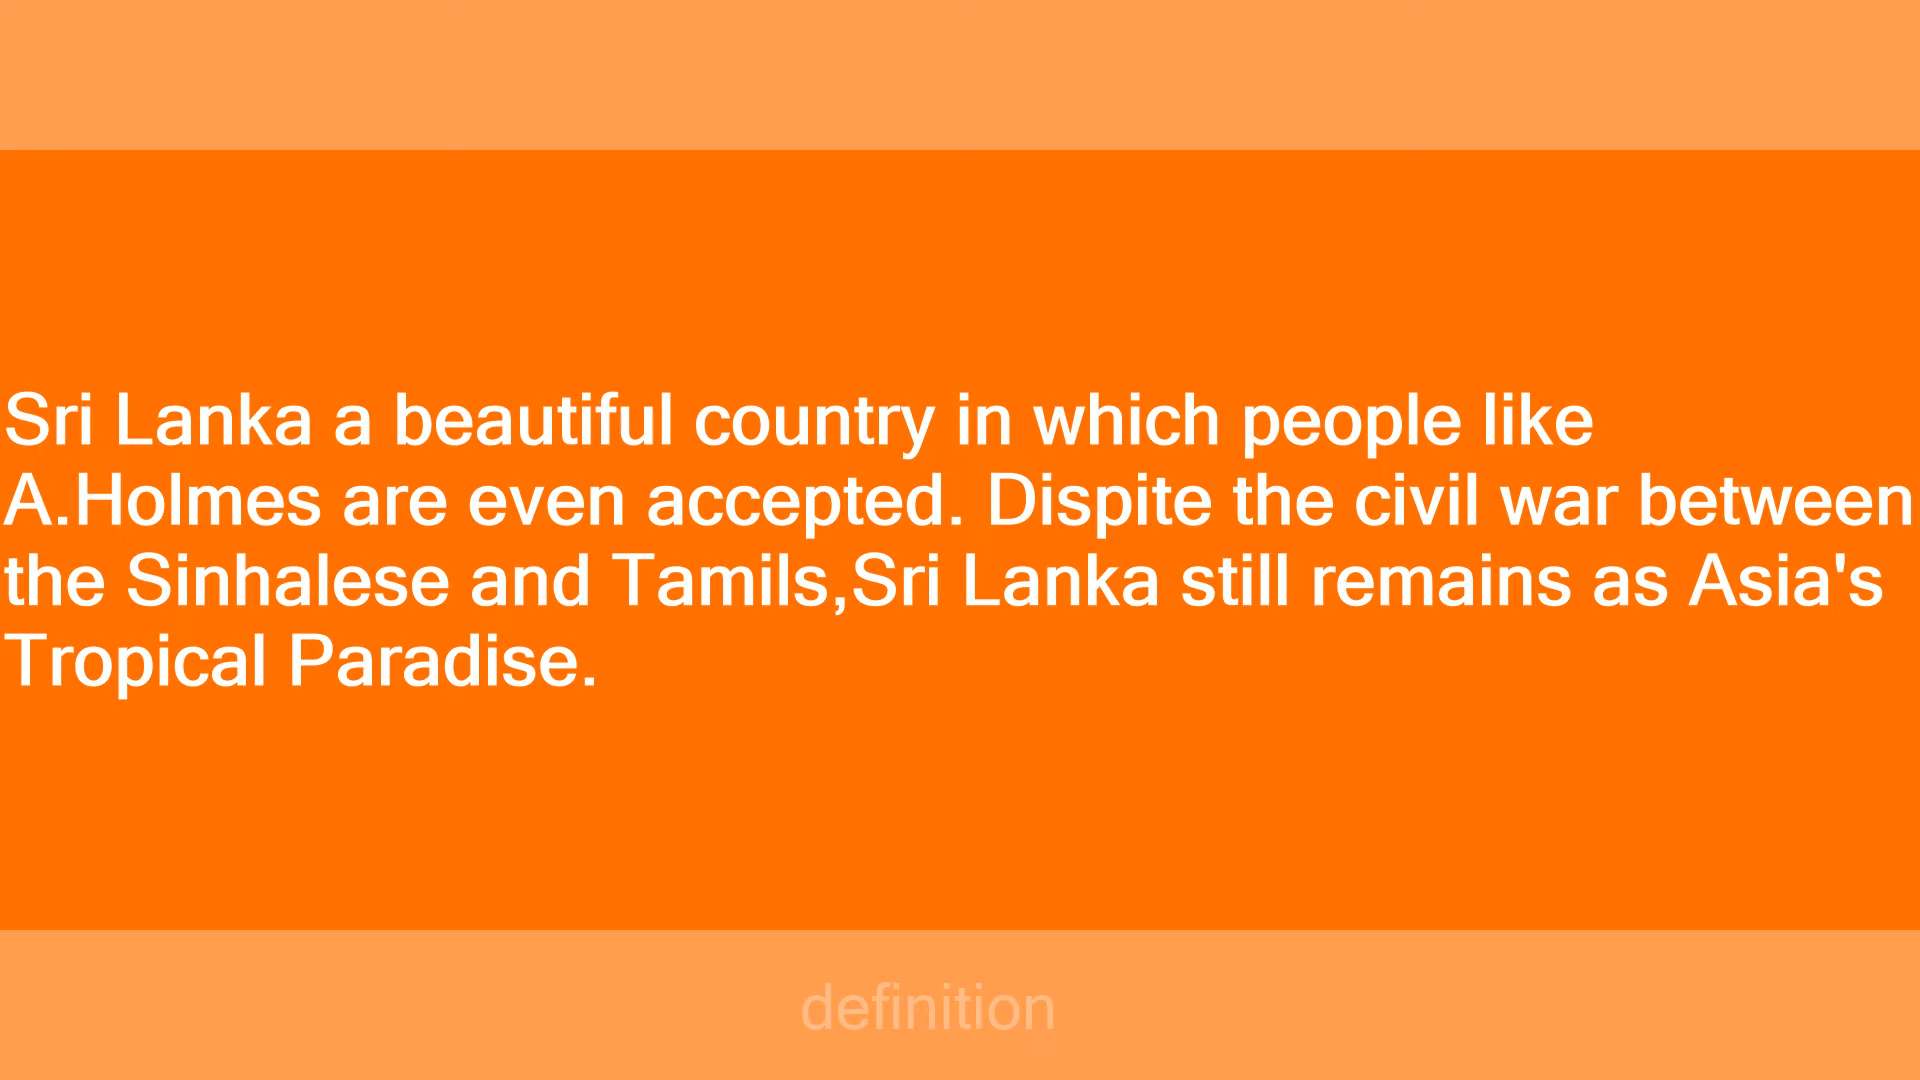 Sri Lanka a beautiful country in which people like
A.Holmes are even accepted. Dispite the civil war between
the Sinhalese and Tamils,Sri Lanka still remains as Asia's
Tropical Paradise.
definition